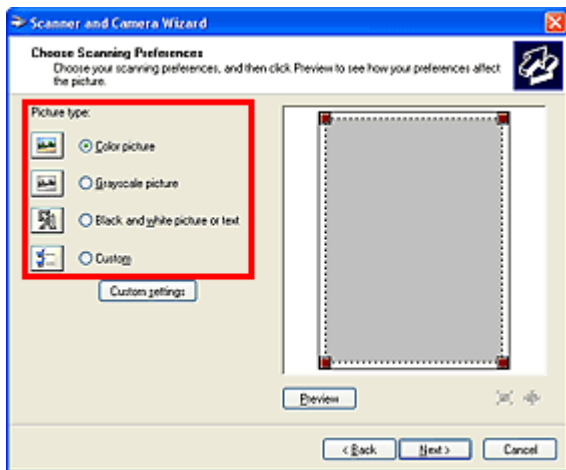 Scanner and Camera Wizard
Choose Scanning Preferences
Choose your scanning preferences, and then click Preview to see how your preferences affect
the picture.
Picture type:
Color picture
Grayscale picture
Black and white picture or text
Custom
Custom settings
Preview
< Back
Next >
Cancel